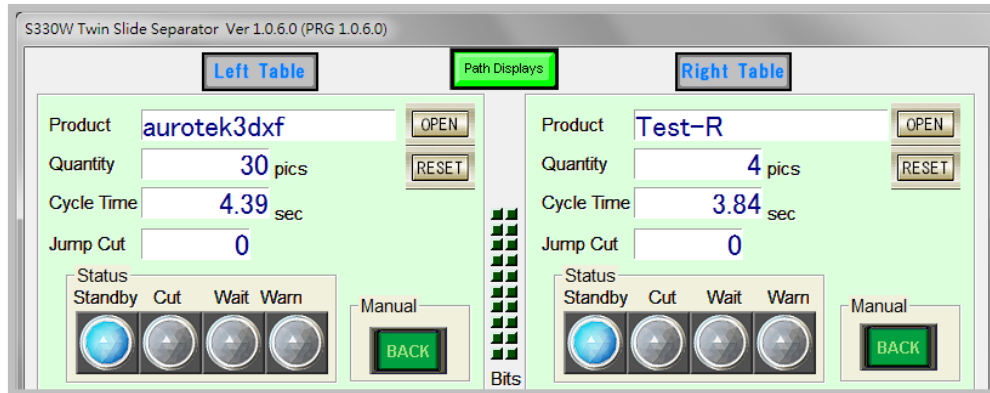 S330W Twin Slide Separator Ver 1.0.6.0 (PRG 1.0.6.0)
Left Table
Path Displays
Right Table
Product aurotek3dxf OPEN
Quantity 30 pics RESET
Cycle Time 4.39 sec
Jump Cut 0
Status
Standby Cut Wait Warn
Manual
BACK
Bits
Product Test-R OPEN
Quantity 4 pics RESET
Cycle Time 3.84 sec
Jump Cut 0
Status
Standby Cut Wait Warn
Manual
BACK